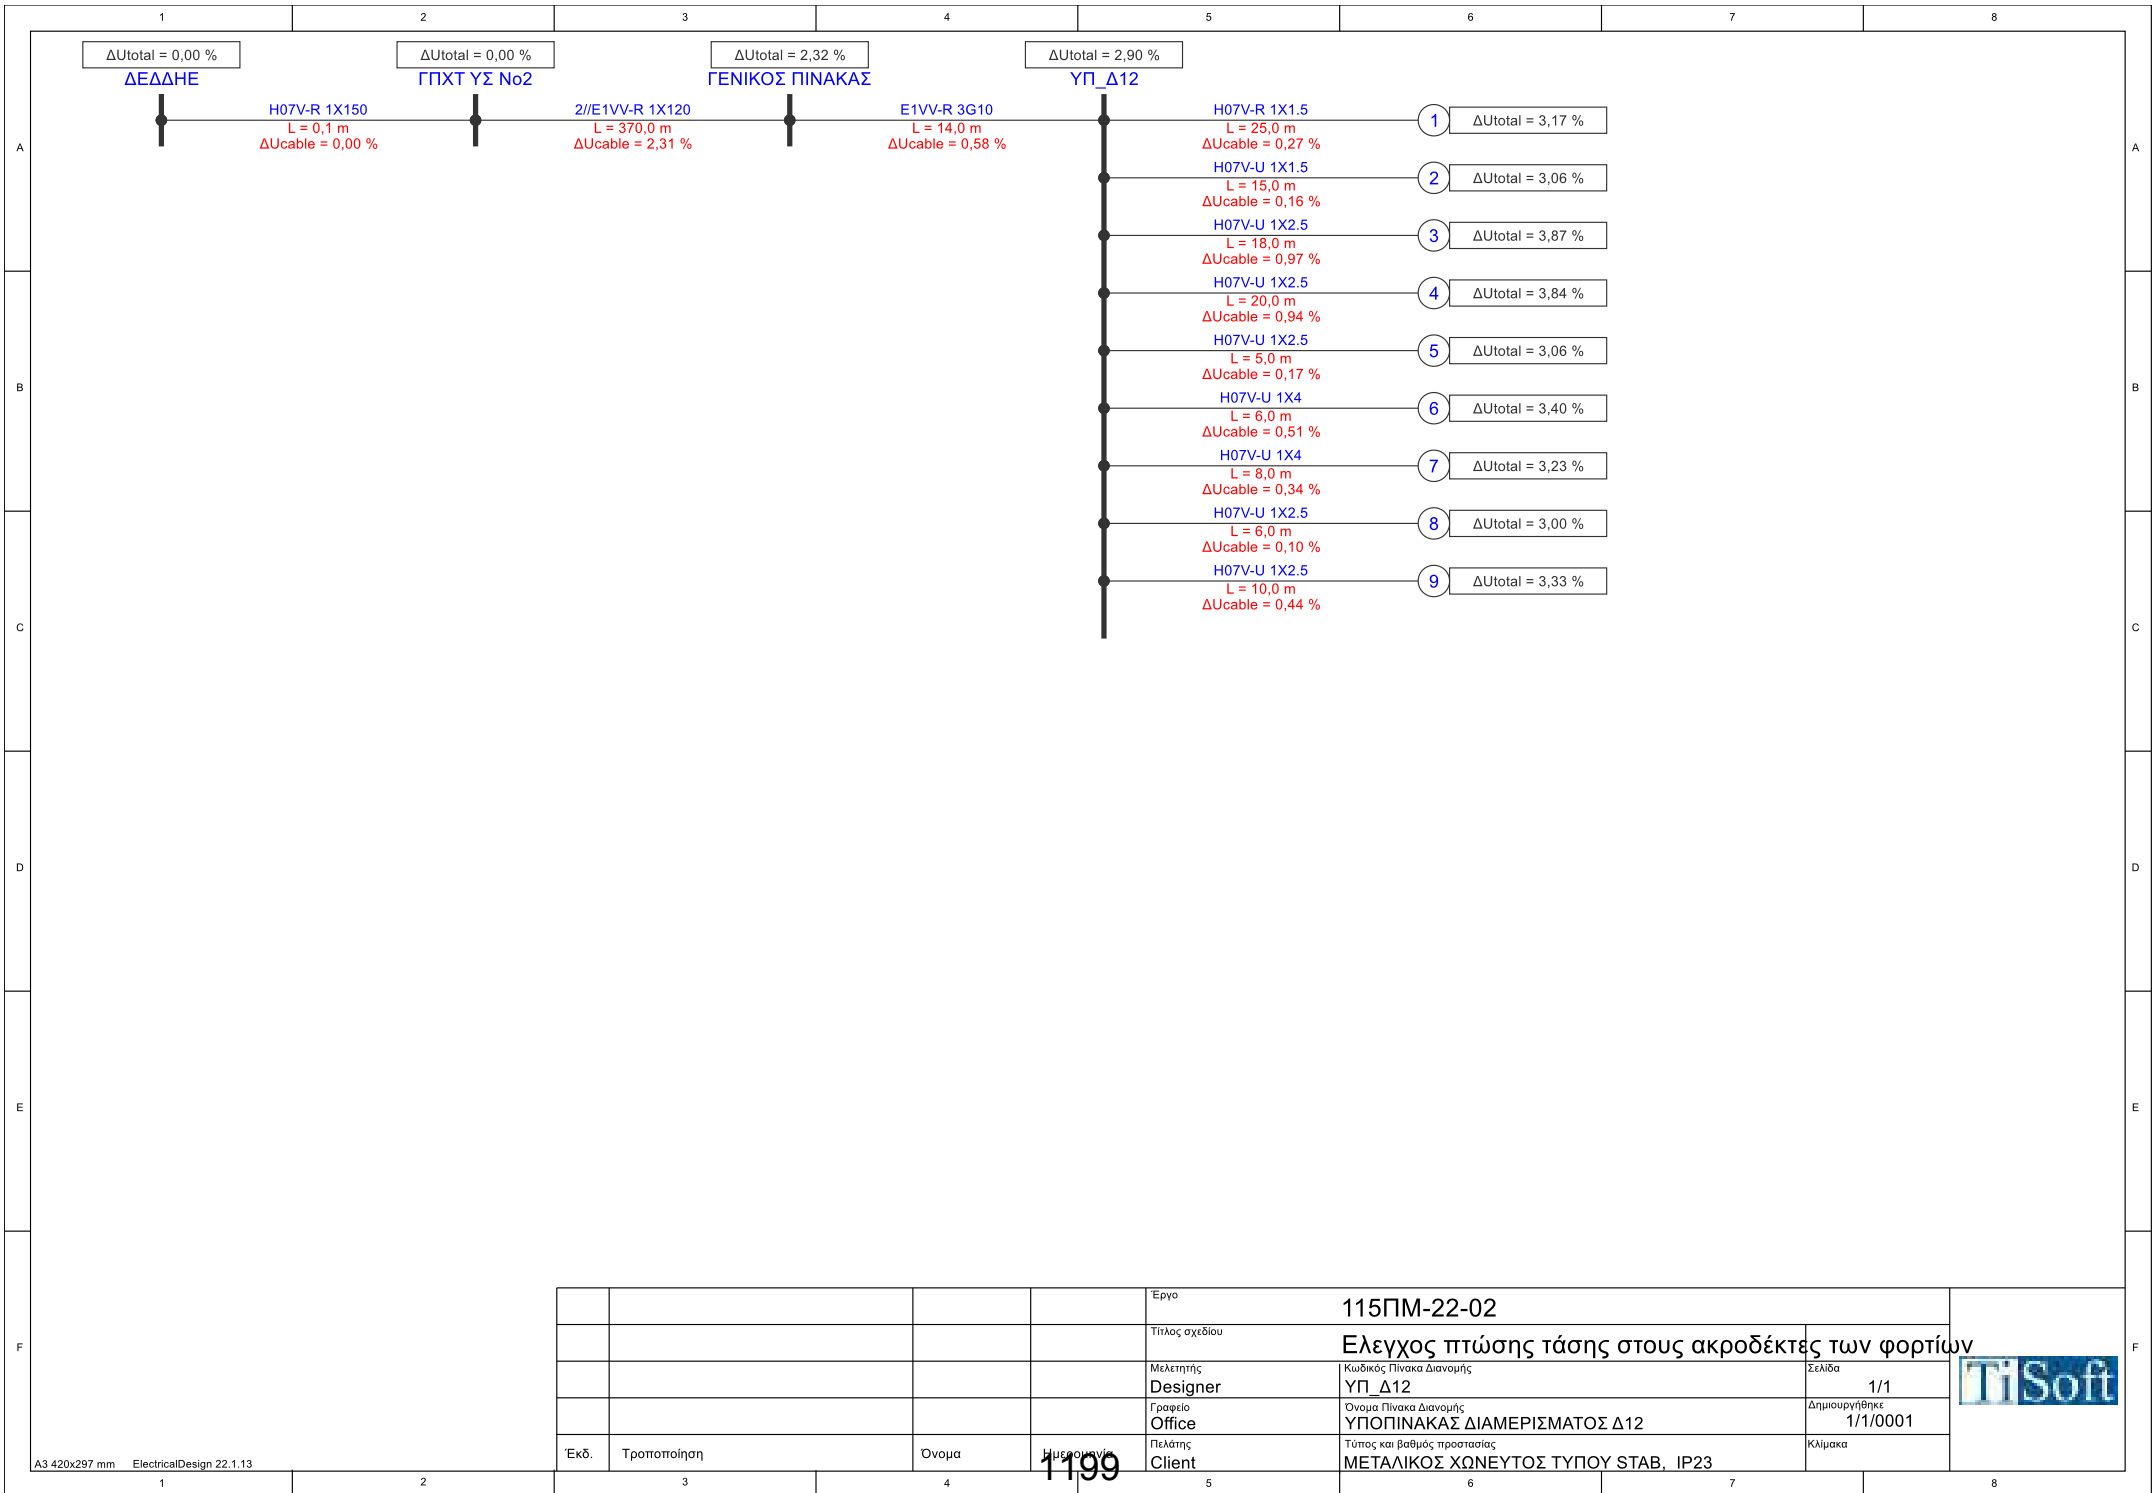 1 2 3 4 5 6 7 8
ΔUtotal = 0,00 % ΔUtotal = 0,00 % ΔUtotal = 2,32 % ΔUtotal = 2,90 %
ΔΕΔΔΗΕ ΓΠΧΤ ΥΣ Νο2 ΓΕΝΙΚΟΣ ΠΙΝΑΚΑΣ ΥΠ_Δ12
H07V-R 1X150 2//E1VV-R 1X120 E1VV-R 3G10 H07V-R 1X1.5
1 ΔUtotal = 3,17 %
L = 0,1 m L = 370,0 m L = 14,0 m L = 25,0 m
ΔUcable = 0,00 % ΔUcable = 2,31 % ΔUcable = 0,58 % ΔUcable = 0,27 %
A A
H07V-U 1X1.5
2 ΔUtotal = 3,06 %
L = 15,0 m
ΔUcable = 0,16 %
H07V-U 1X2.5
3 ΔUtotal = 3,87 %
L = 18,0 m
ΔUcable = 0,97 %
H07V-U 1X2.5
4 ΔUtotal = 3,84 %
L = 20,0 m
ΔUcable = 0,94 %
H07V-U 1X2.5
5 ΔUtotal = 3,06 %
L = 5,0 m
ΔUcable = 0,17 %
B B
H07V-U 1X4
6 ΔUtotal = 3,40 %
L = 6,0 m
ΔUcable = 0,51 %
H07V-U 1X4
7 ΔUtotal = 3,23 %
L = 8,0 m
ΔUcable = 0,34 %
H07V-U 1X2.5
8 ΔUtotal = 3,00 %
L = 6,0 m
ΔUcable = 0,10 %
H07V-U 1X2.5
9 ΔUtotal = 3,33 %
L = 10,0 m
ΔUcable = 0,44 %
C C
D D
E E
F F
Έργο
115ΠΜ-22-02
Τίτλος σχεδίου
Ελεγχος πτώσης τάσης στους ακροδέκτες των φορτίων
Μελετητής Κωδικός Πίνακα Διανομής Σελίδα
Designer ΥΠ_Δ12 1/1
TiSoft
Γραφείο Όνομα Πίνακα Διανομής Δημιουργήθηκε
Office ΥΠΟΠΙΝΑΚΑΣ ΔΙΑΜΕΡΙΣΜΑΤΟΣ Δ12 1/1/0001
Πελάτης Τύπος και βαθμός προστασίας Κλίμακα
Client ΜΕΤΑΛΙΚΟΣ ΧΩΝΕΥΤΟΣ ΤΥΠΟΥ STAB, IP23
Έκδ. Τροποποίηση Όνομα Ημερομηνία
1199
A3 420x297 mm ElectricalDesign 22.1.13
1 2 3 4 5 6 7 8